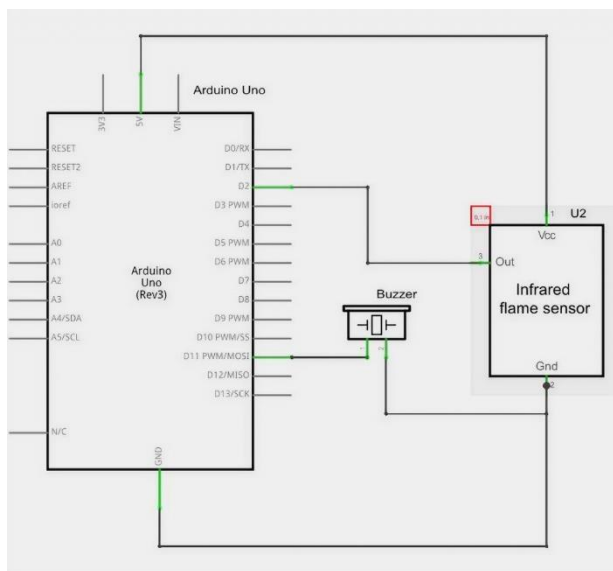 Arduino Uno
3V3
5V
VIN
RESET
RESET2
AREF
ioref
A0
A1
A2
A3
A4/SDA
A5/SCL
N/C
Arduino
Uno
(Rev3)
D0/RX
D1/TX
D2
D3 PWM
D4
D5 PWM
D6 PWM
D7
D8
D9 PWM
D10 PWM/SS
D11 PWM/MOSI
D12/MISO
D13/SCK
GND
Buzzer
1
2
1
U2
Vcc
3
Out
Infrared
flame sensor
Gnd
2